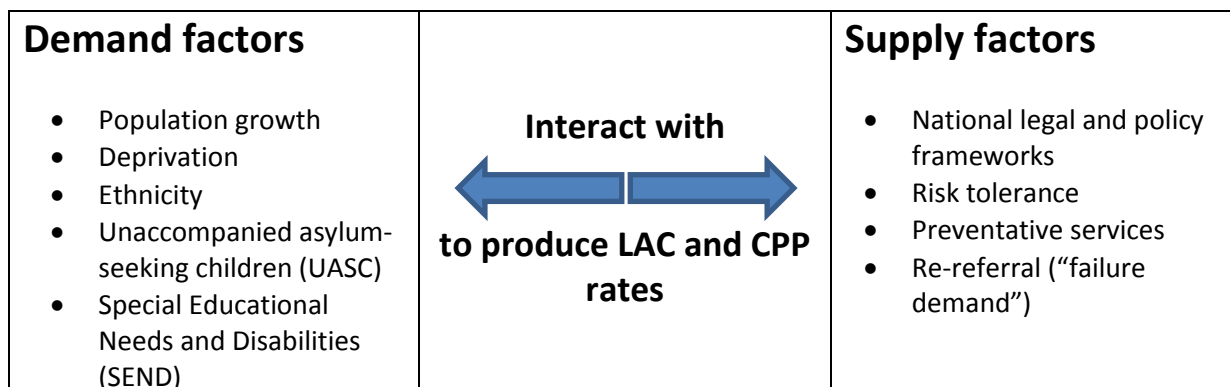 Demand factors
• Population growth
• Deprivation
• Ethnicity
• Unaccompanied asylum-
seeking children (UASC)
• Special Educational
Needs and Disabilities
(SEND)
Interact with
to produce LAC and CPP
rates
Supply factors
• National legal and policy
frameworks
• Risk tolerance
• Preventative services
• Re-referral (“failure
demand”)